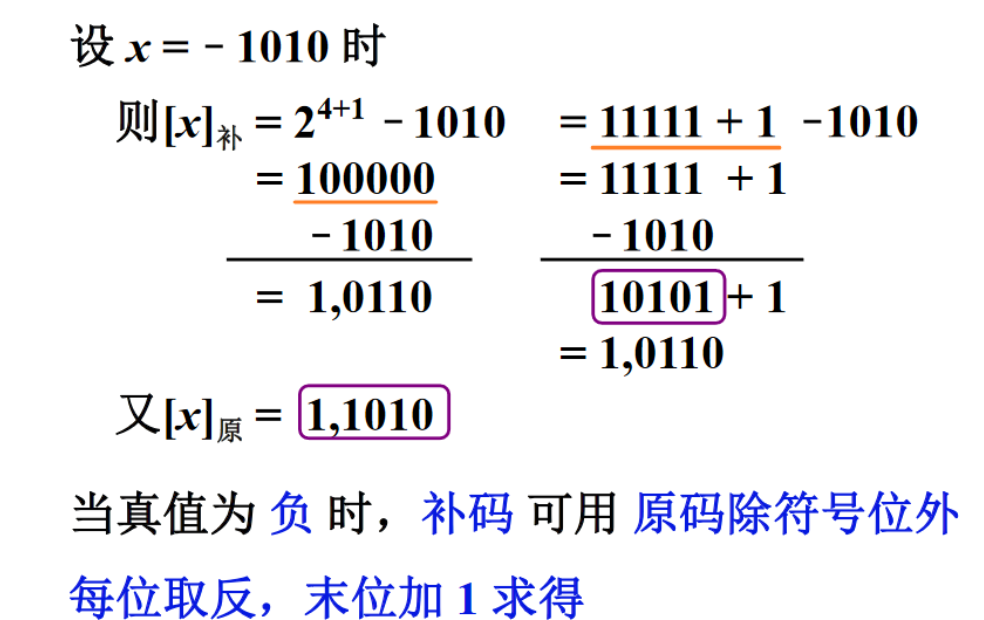 设 x = - 1010 时
则[x]补 = 2^4+1 - 1010 = 11111 + 1 -1010
= 100000 = 11111 + 1
- 1010 - 1010
= 1,0110 10101 + 1
= 1,0110
又[x]原 = 1,1010
当真值为 负 时，补码 可用 原码除符号位外
每位取反，末位加 1 求得